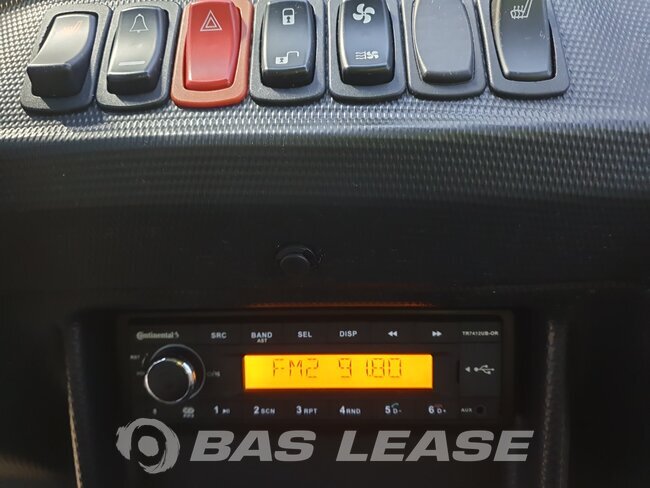 Continental
SRC
BAND
AST
SEL
DISP
TR7412UB-OR
FM2 91.80
1
2 SCN
3 RPT
4 RND
5
D-
6
D+
AUX
BAS LEASE